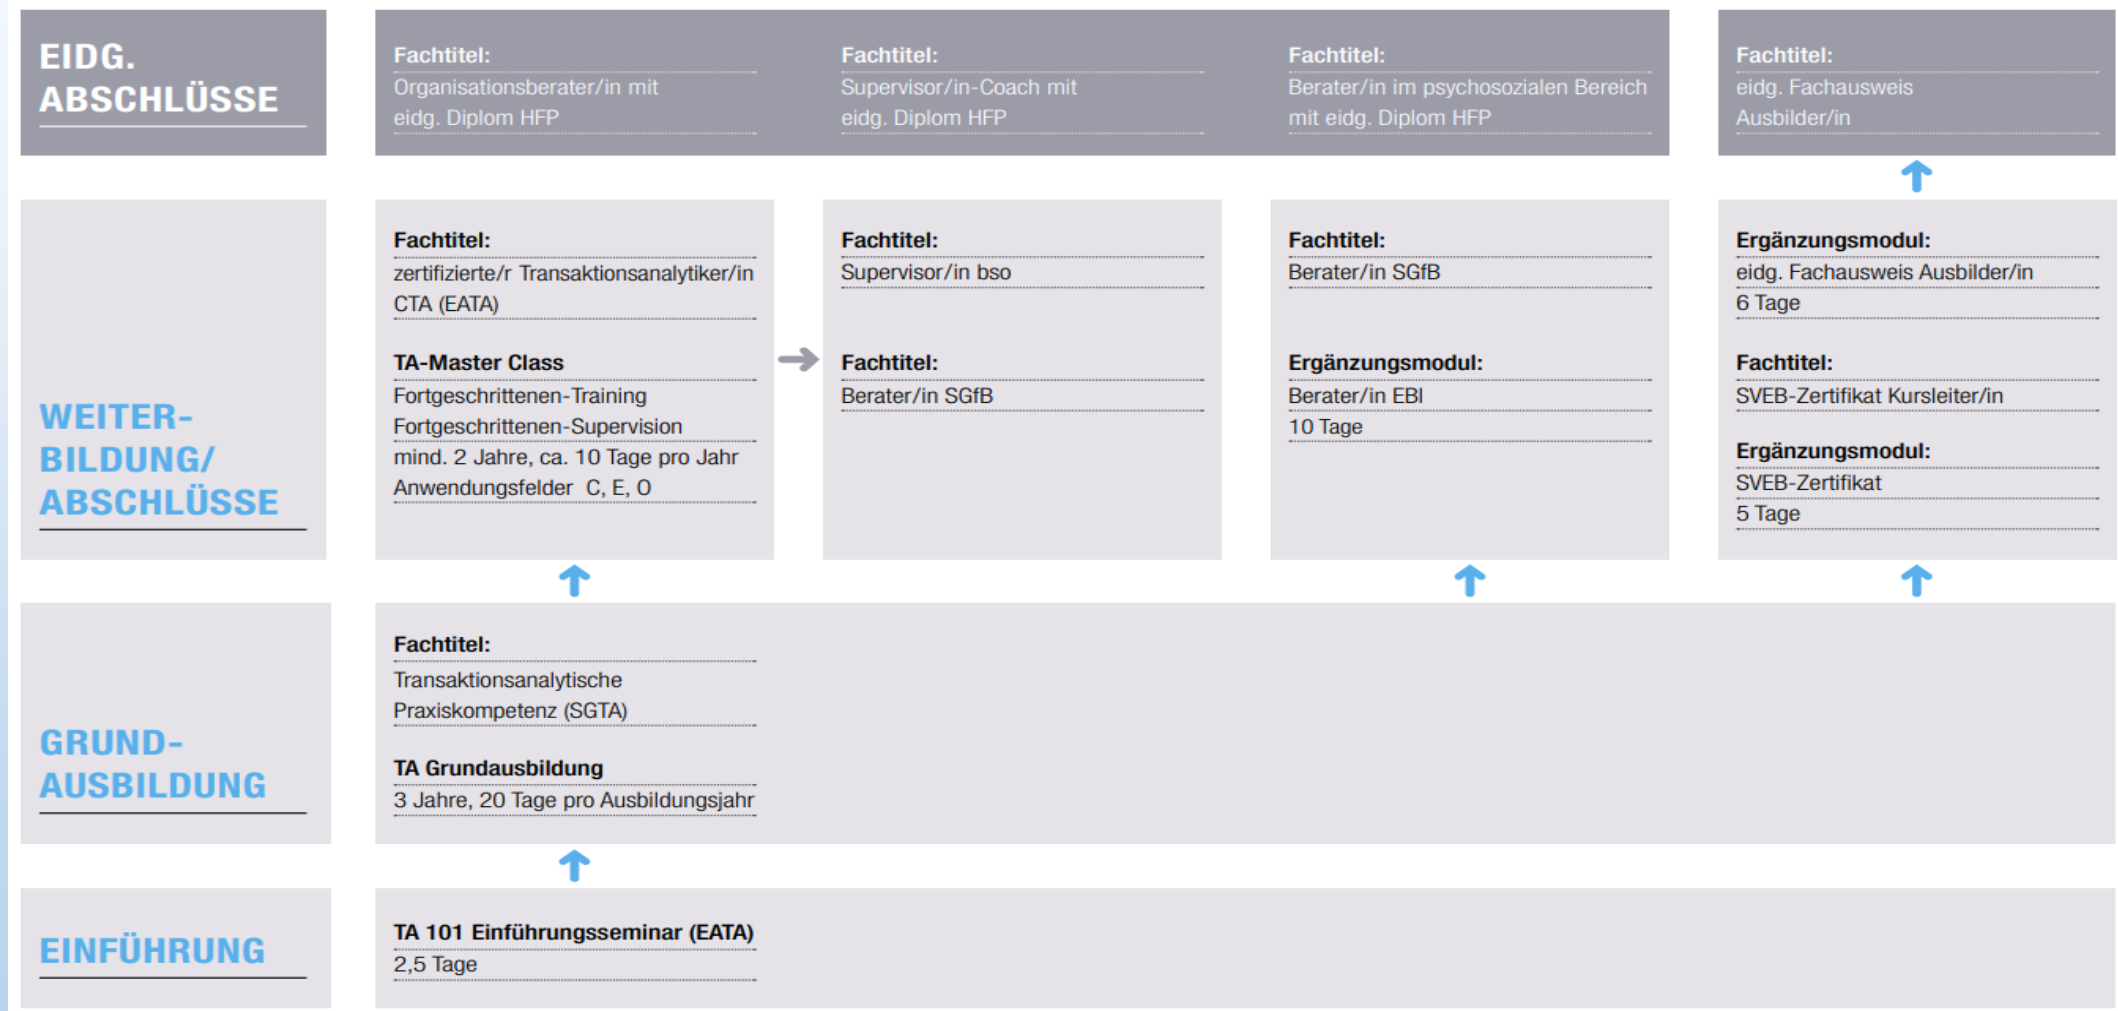 EIDG.
ABSCHLÜSSE
Fachtitel:
Organisationsberater/in mit
eidg. Diplom HFP
Fachtitel:
Supervisor/in-Coach mit
eidg. Diplom HFP
Fachtitel:
Berater/in im psychosozialen Bereich
mit eidg. Diplom HFP
Fachtitel:
eidg. Fachausweis
Ausbilder/in
WEITER-
BILDUNG/
ABSCHLÜSSE
Fachtitel:
zertifizierte/r Transaktionsanalytiker/in
CTA (EATA)
TA-Master Class
Fortgeschrittenen-Training
Fortgeschrittenen-Supervision
mind. 2 Jahre, ca. 10 Tage pro Jahr
Anwendungsfelder C, E, O
Fachtitel:
Supervisor/in bso
Fachtitel:
Berater/in SGfB
Fachtitel:
Berater/in SGfB
Ergänzungsmodul:
Berater/in EBI
10 Tage
Ergänzungsmodul:
eidg. Fachausweis Ausbilder/in
6 Tage
Fachtitel:
SVEB-Zertifikat Kursleiter/in
Ergänzungsmodul:
SVEB-Zertifikat
5 Tage
GRUND-
AUSBILDUNG
Fachtitel:
Transaktionsanalytische
Praxiskompetenz (SGTA)
TA Grundausbildung
3 Jahre, 20 Tage pro Ausbildungsjahr
EINFÜHRUNG
TA 101 Einführungsseminar (EATA)
2,5 Tage